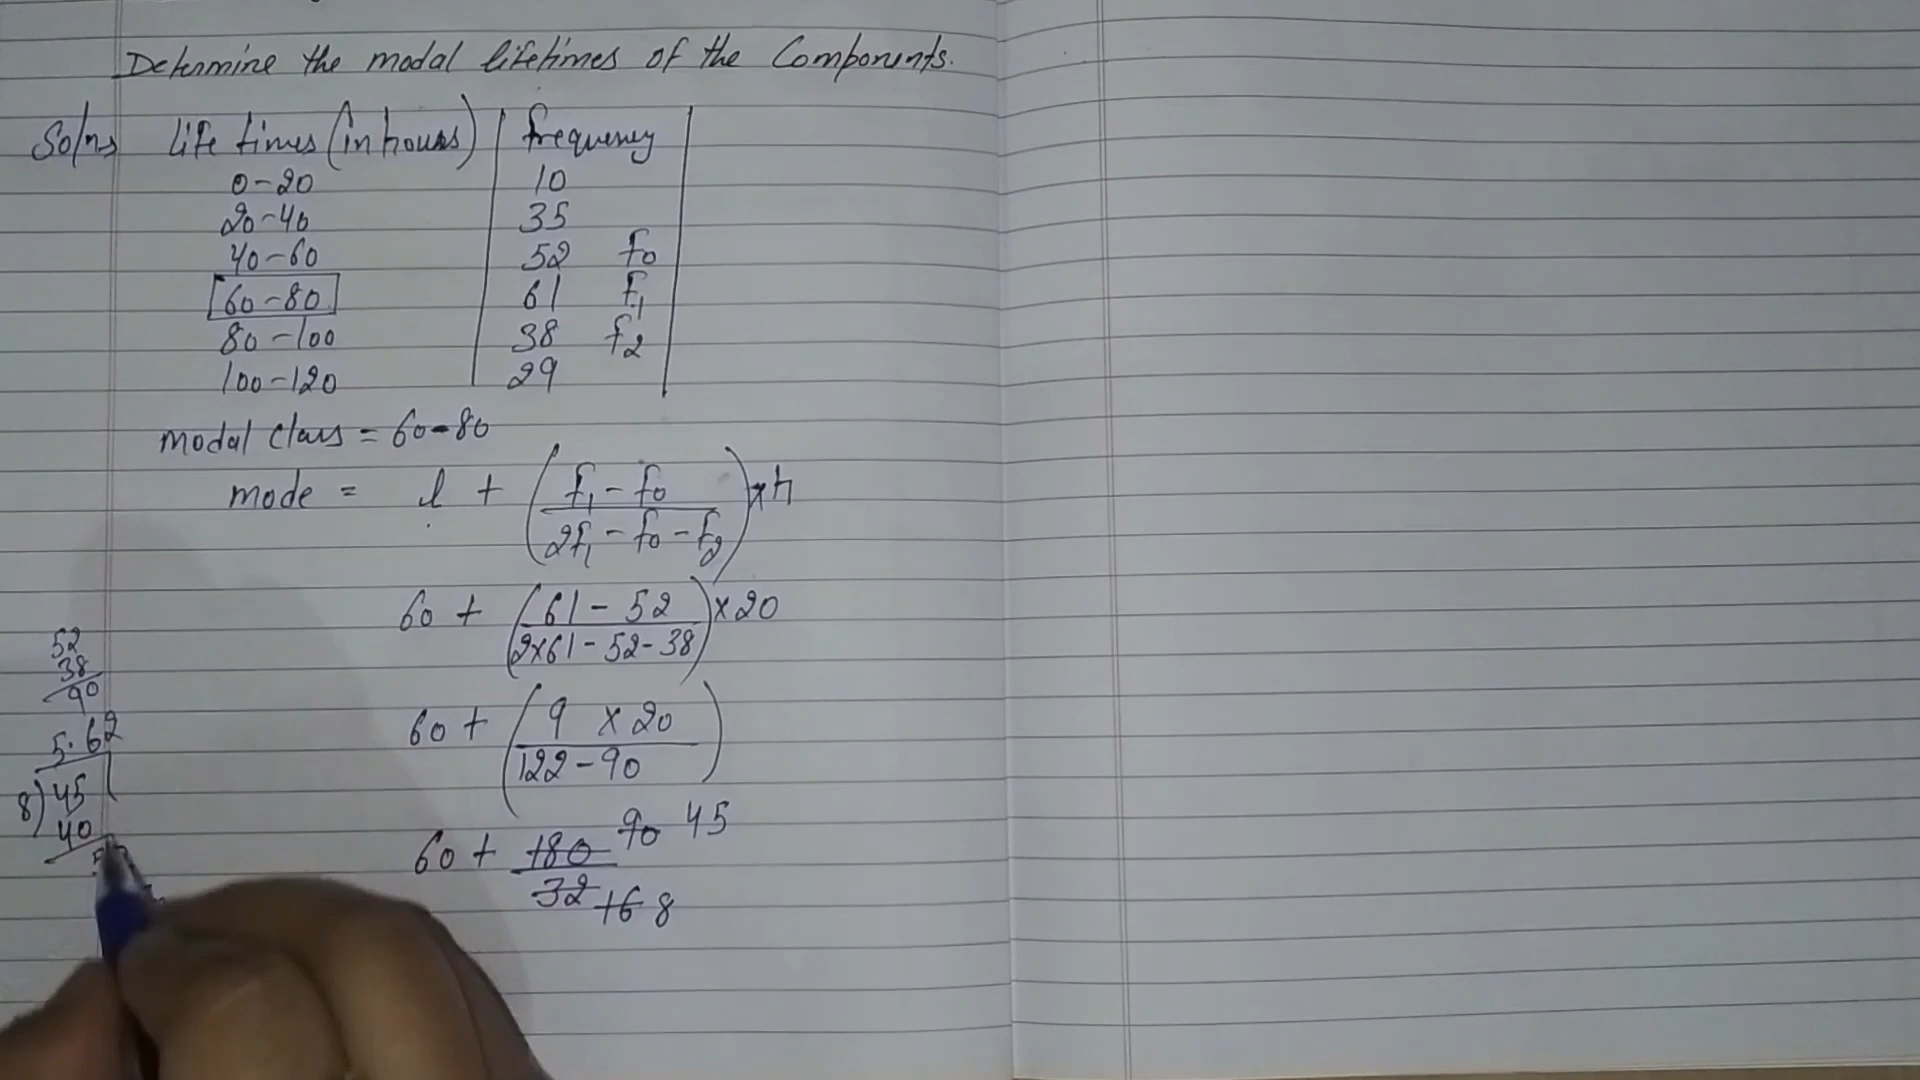 Determine the modal lifetimes of the Components.
Solns life times (in hours) frequency
0-20 10
20-40 35
40-60 52 f0
60-80 61 f1
80-100 38 f2
100-120 29
modal class = 60-80
mode = l + (f1 - f0 / 2f1 - f0 - f2) x h
60 + (61 - 52 / 2x61 - 52 - 38) x 20
60 + (9 x 20 / 122 - 90)
60 + 180 90 45 / 32 16 8
52
38
90
5.62
8)45
40
5